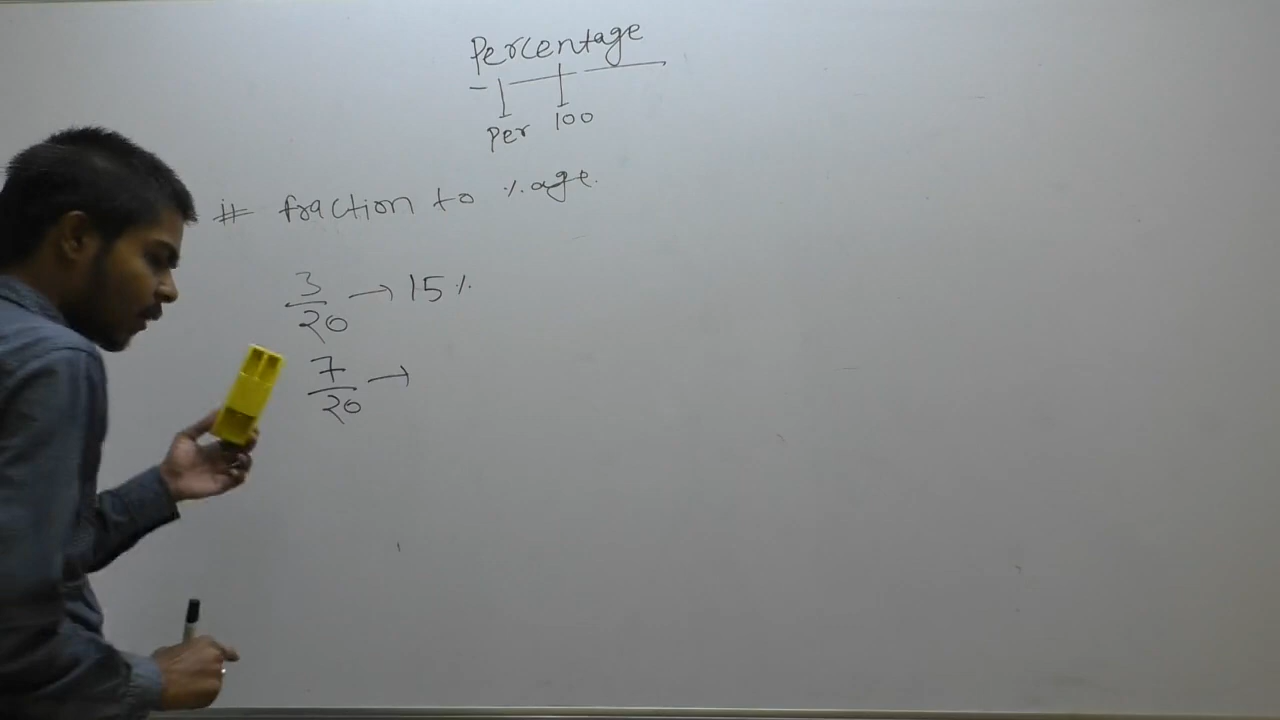 Percentage
Per 100
# fraction to %age.
3/20 → 15%
7/20 →